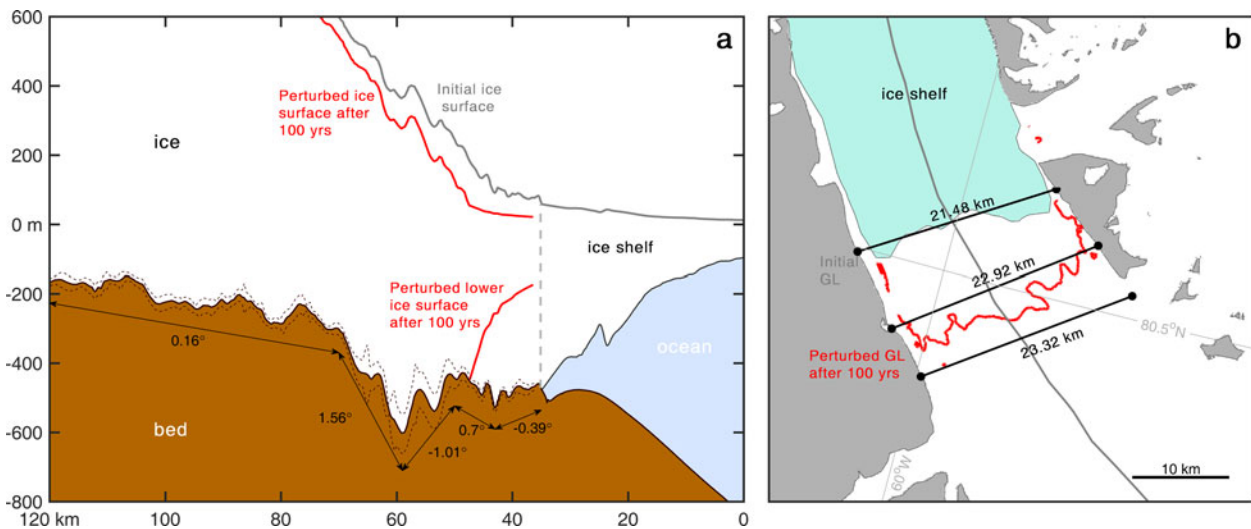 600
400
200
0 m
-200
-400
-600
-800
120 km
100
80
60
40
20
0
a
Perturbed ice
surface after
100 yrs
Initial ice
surface
ice
ice shelf
Perturbed lower
ice surface
after 100 yrs
ocean
bed
0.16°
1.56°
-1.01°
0.7°
-0.39°
b
ice shelf
21.48 km
Initial
GL
22.92 km
80.5°N
23.32 km
Perturbed GL
after 100 yrs
60°W
10 km